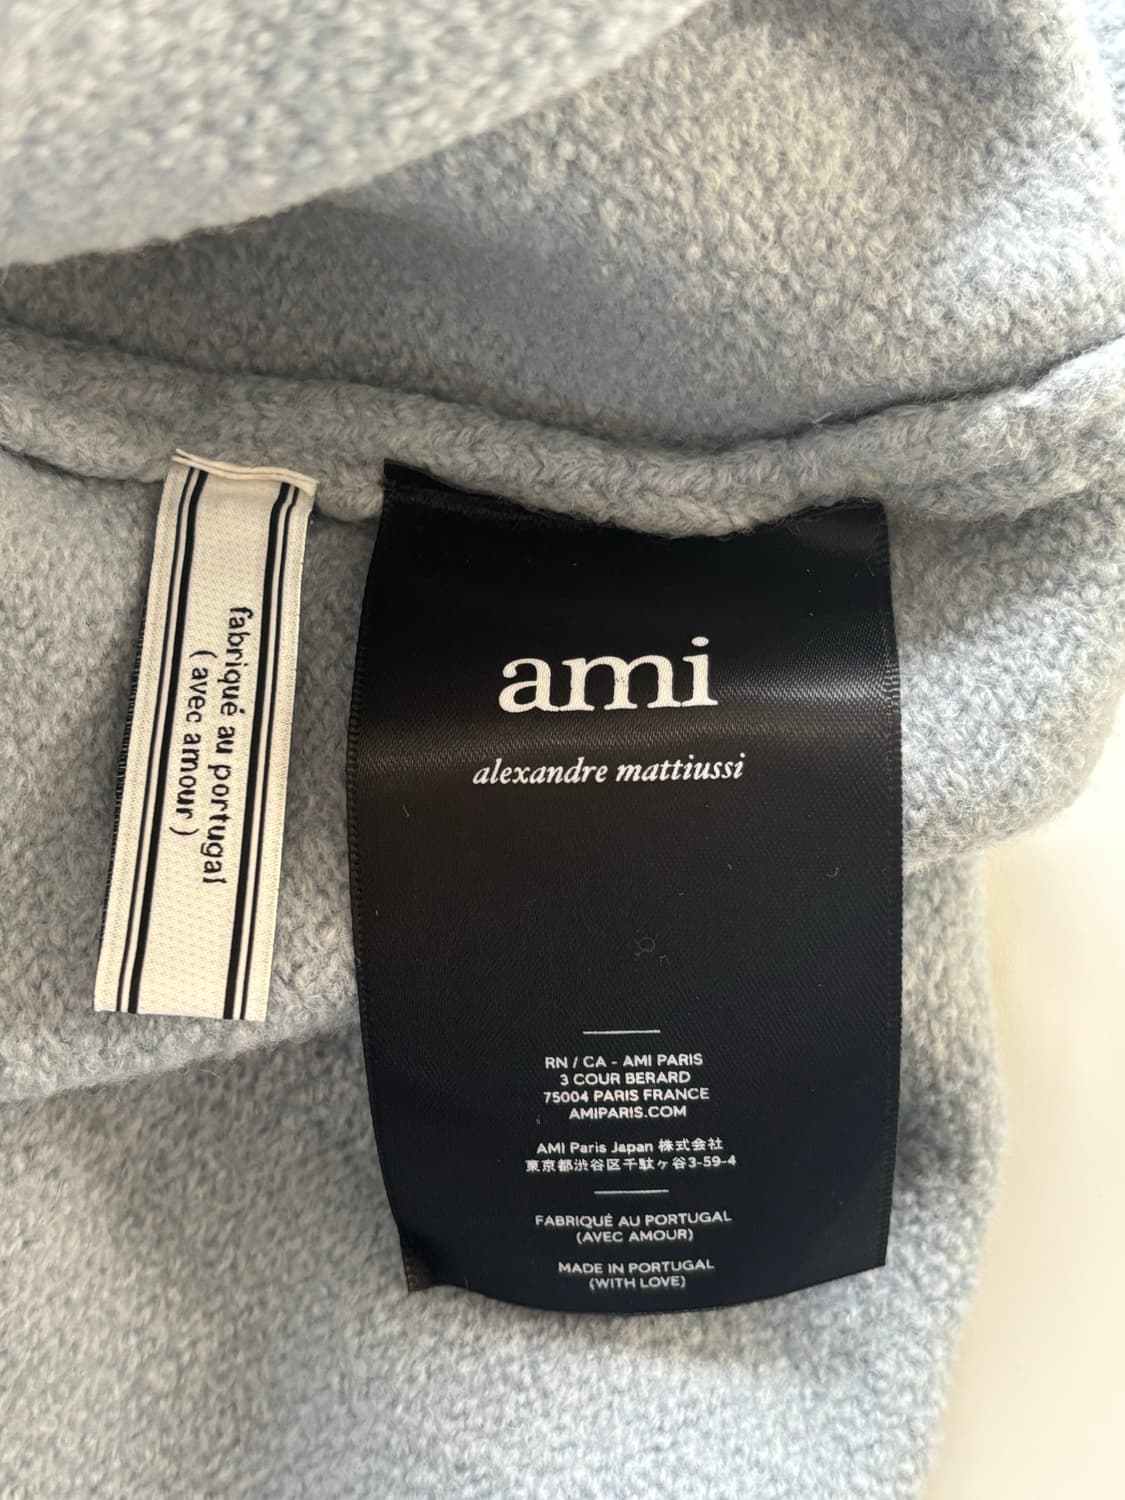 fabriqué au portugal
( avec amour )
ami
alexandre mattiussi
RN / CA - AMI PARIS
3 COUR BERARD
75004 PARIS FRANCE
AMIPARIS.COM
AMI Paris Japan 株式会社
東京都渋谷区千駄ヶ谷3-59-4
FABRIQUÉ AU PORTUGAL
(AVEC AMOUR)
MADE IN PORTUGAL
(WITH LOVE)